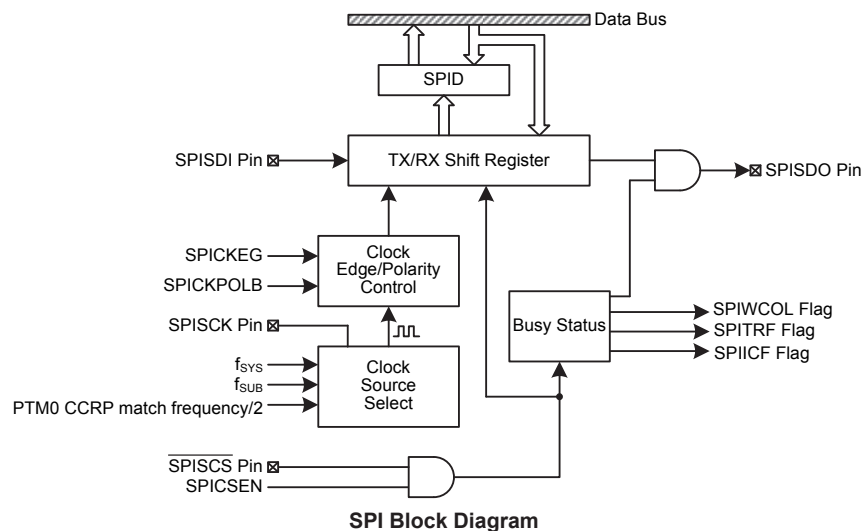 Data Bus
SPID
SPISDI Pin
TX/RX Shift Register
SPISDO Pin
SPICKEG
SPICKPOLB
Clock
Edge/Polarity
Control
SPISCK Pin
Busy Status
SPIWCOL Flag
SPITRF Flag
SPIICF Flag
fSYS
fSUB
PTM0 CCRP match frequency/2
Clock
Source
Select
SPISCS Pin
SPICSEN
SPI Block Diagram